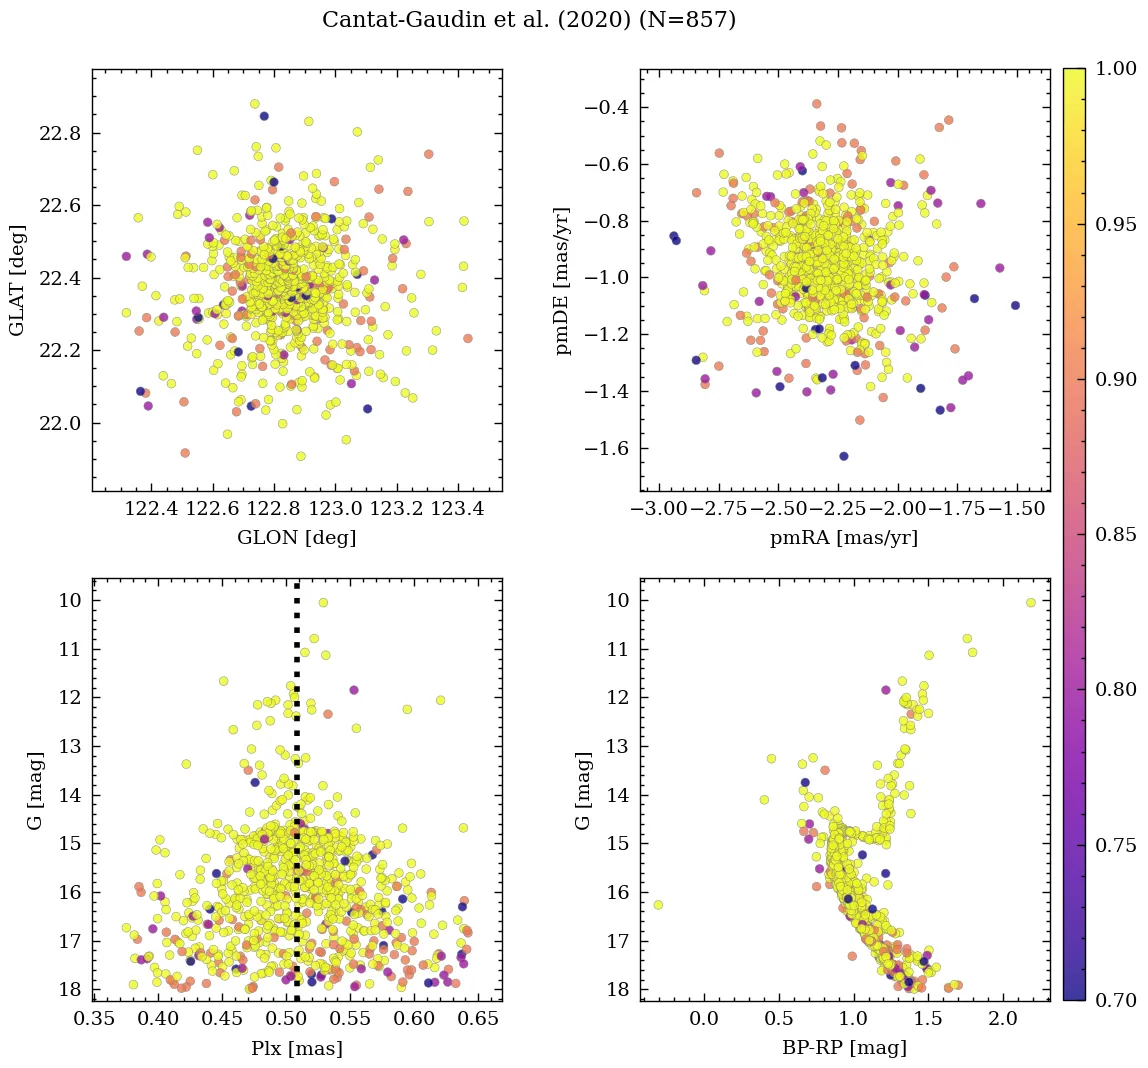 Cantat-Gaudin et al. (2020) (N=857)
22.8
22.6
22.4
22.2
22.0
GLAT [deg]
122.4 122.6 122.8 123.0 123.2 123.4
GLON [deg]
−0.4
−0.6
−0.8
−1.0
−1.2
−1.4
−1.6
pmDE [mas/yr]
−3.00 −2.75 −2.50 −2.25 −2.00 −1.75 −1.50
pmRA [mas/yr]
10
11
12
13
14
15
16
17
18
G [mag]
0.35 0.40 0.45 0.50 0.55 0.60 0.65
Plx [mas]
10
11
12
13
14
15
16
17
18
G [mag]
0.0 0.5 1.0 1.5 2.0
BP-RP [mag]
1.00
0.95
0.90
0.85
0.80
0.75
0.70